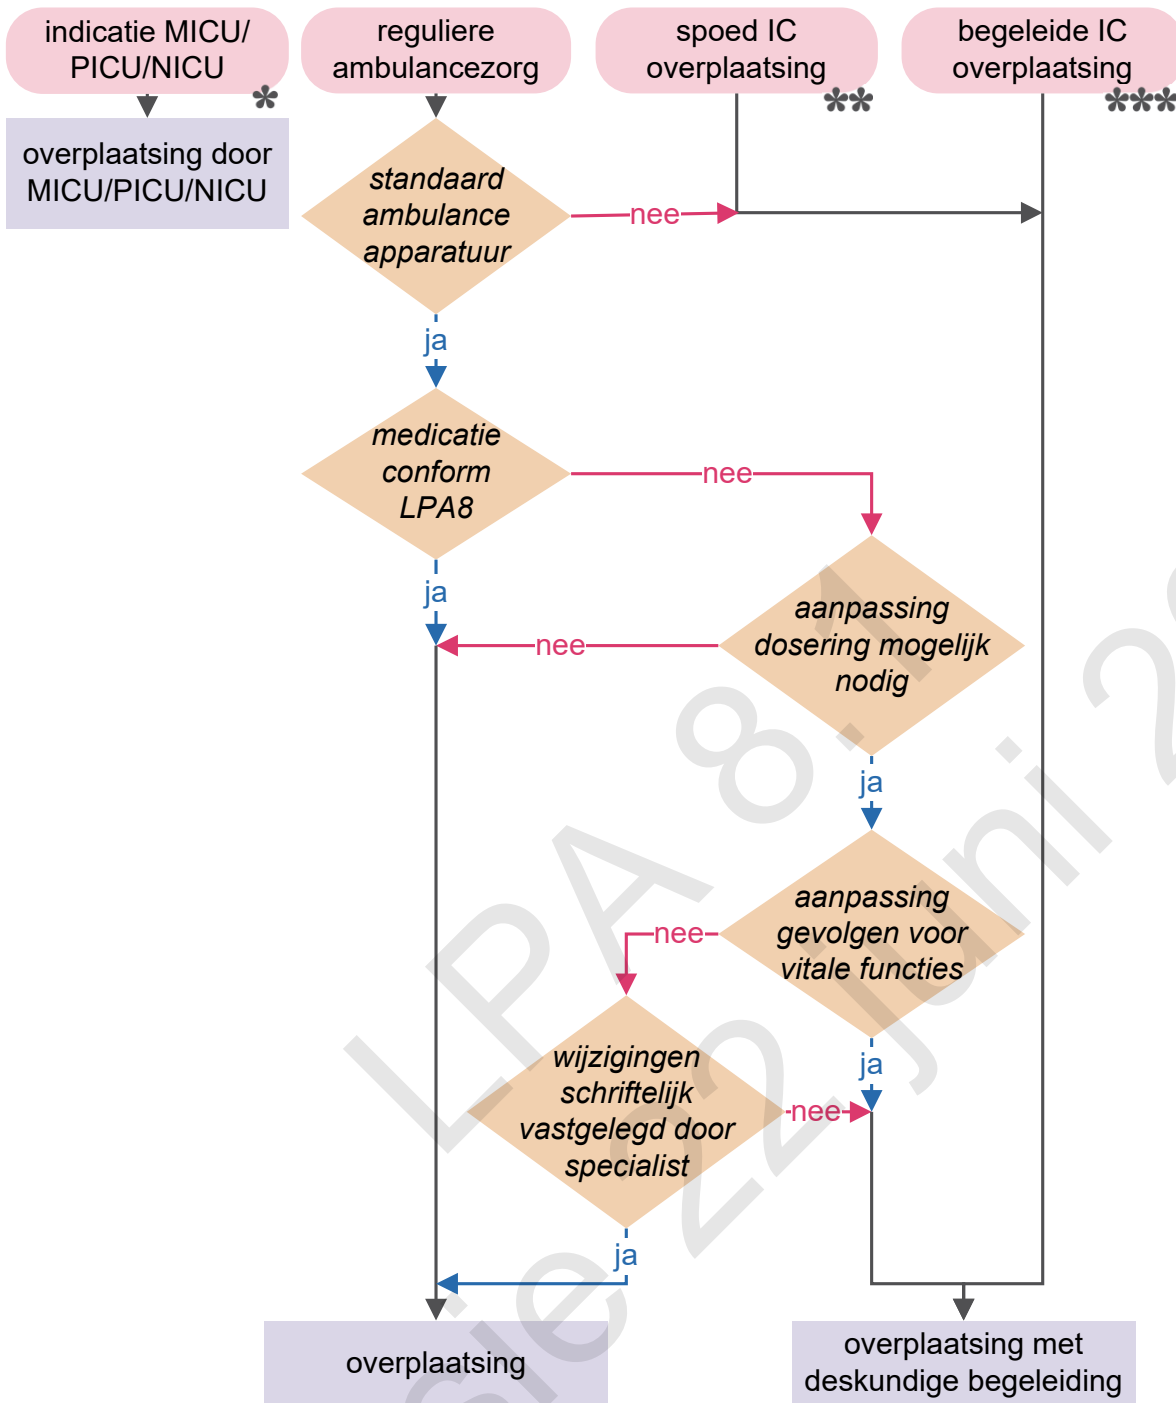 indicatie MICU/
PICU/NICU
*
reguliere
ambulancezorg
spoed IC
overplaatsing
**
begeleide IC
overplaatsing
***
overplaatsing door
MICU/PICU/NICU
standaard
ambulance
apparatuur
nee
ja
medicatie
conform
LPA8
nee
ja
aanpassing
dosering mogelijk
nodig
nee
ja
aanpassing
gevolgen voor
vitale functies
nee
ja
wijzigingen
schriftelijk
vastgelegd door
specialist
nee
ja
overplaatsing
overplaatsing met
deskundige begeleiding
LPA 8.1
sie 22 juni 2